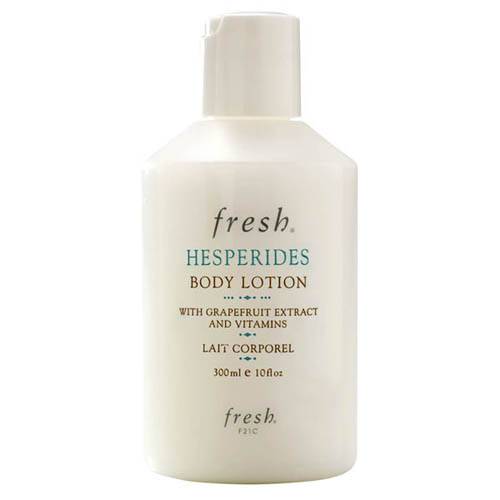 fresh®
HESPERIDES
BODY LOTION
WITH GRAPEFRUIT EXTRACT
AND VITAMINS
LAIT CORPOREL
300ml e 10fl oz
fresh
F21C